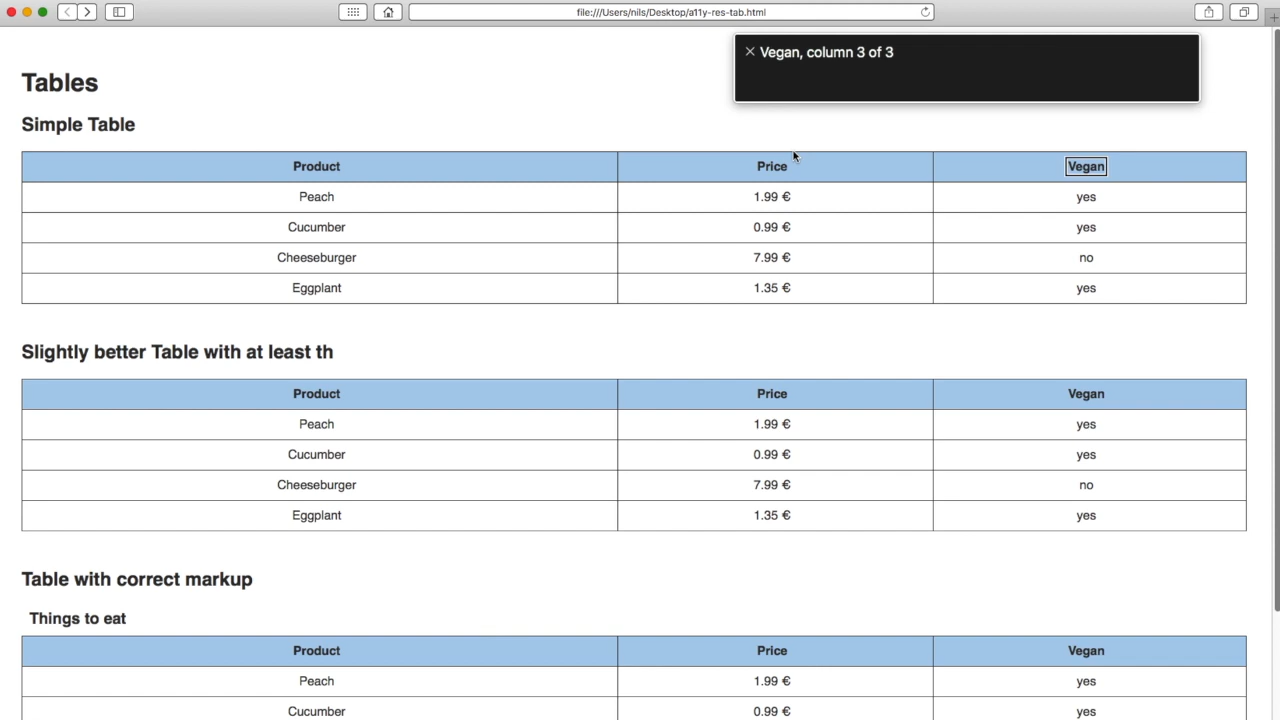 file:///Users/nils/Desktop/a11y-res-tab.html
Vegan, column 3 of 3
Tables
Simple Table
Product Price Vegan
Peach 1.99 € yes
Cucumber 0.99 € yes
Cheeseburger 7.99 € no
Eggplant 1.35 € yes
Slightly better Table with at least th
Product Price Vegan
Peach 1.99 € yes
Cucumber 0.99 € yes
Cheeseburger 7.99 € no
Eggplant 1.35 € yes
Table with correct markup
Things to eat
Product Price Vegan
Peach 1.99 € yes
Cucumber 0.99 € yes